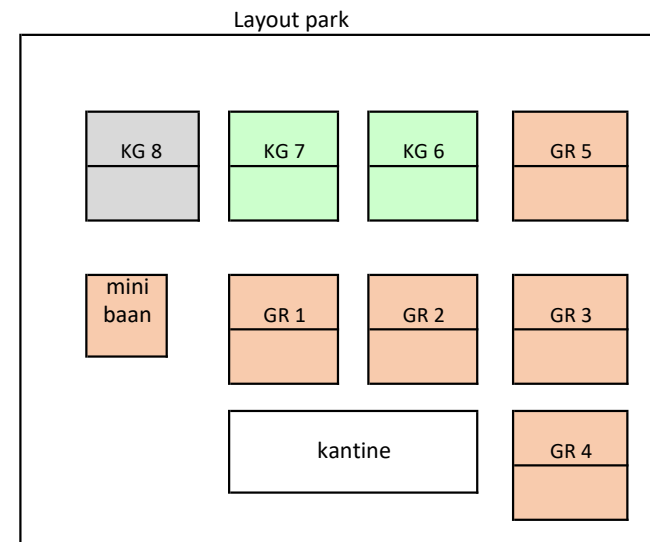 Layout park
KG 8
KG 7
KG 6
GR 5
mini
baan
GR 1
GR 2
GR 3
kantine
GR 4